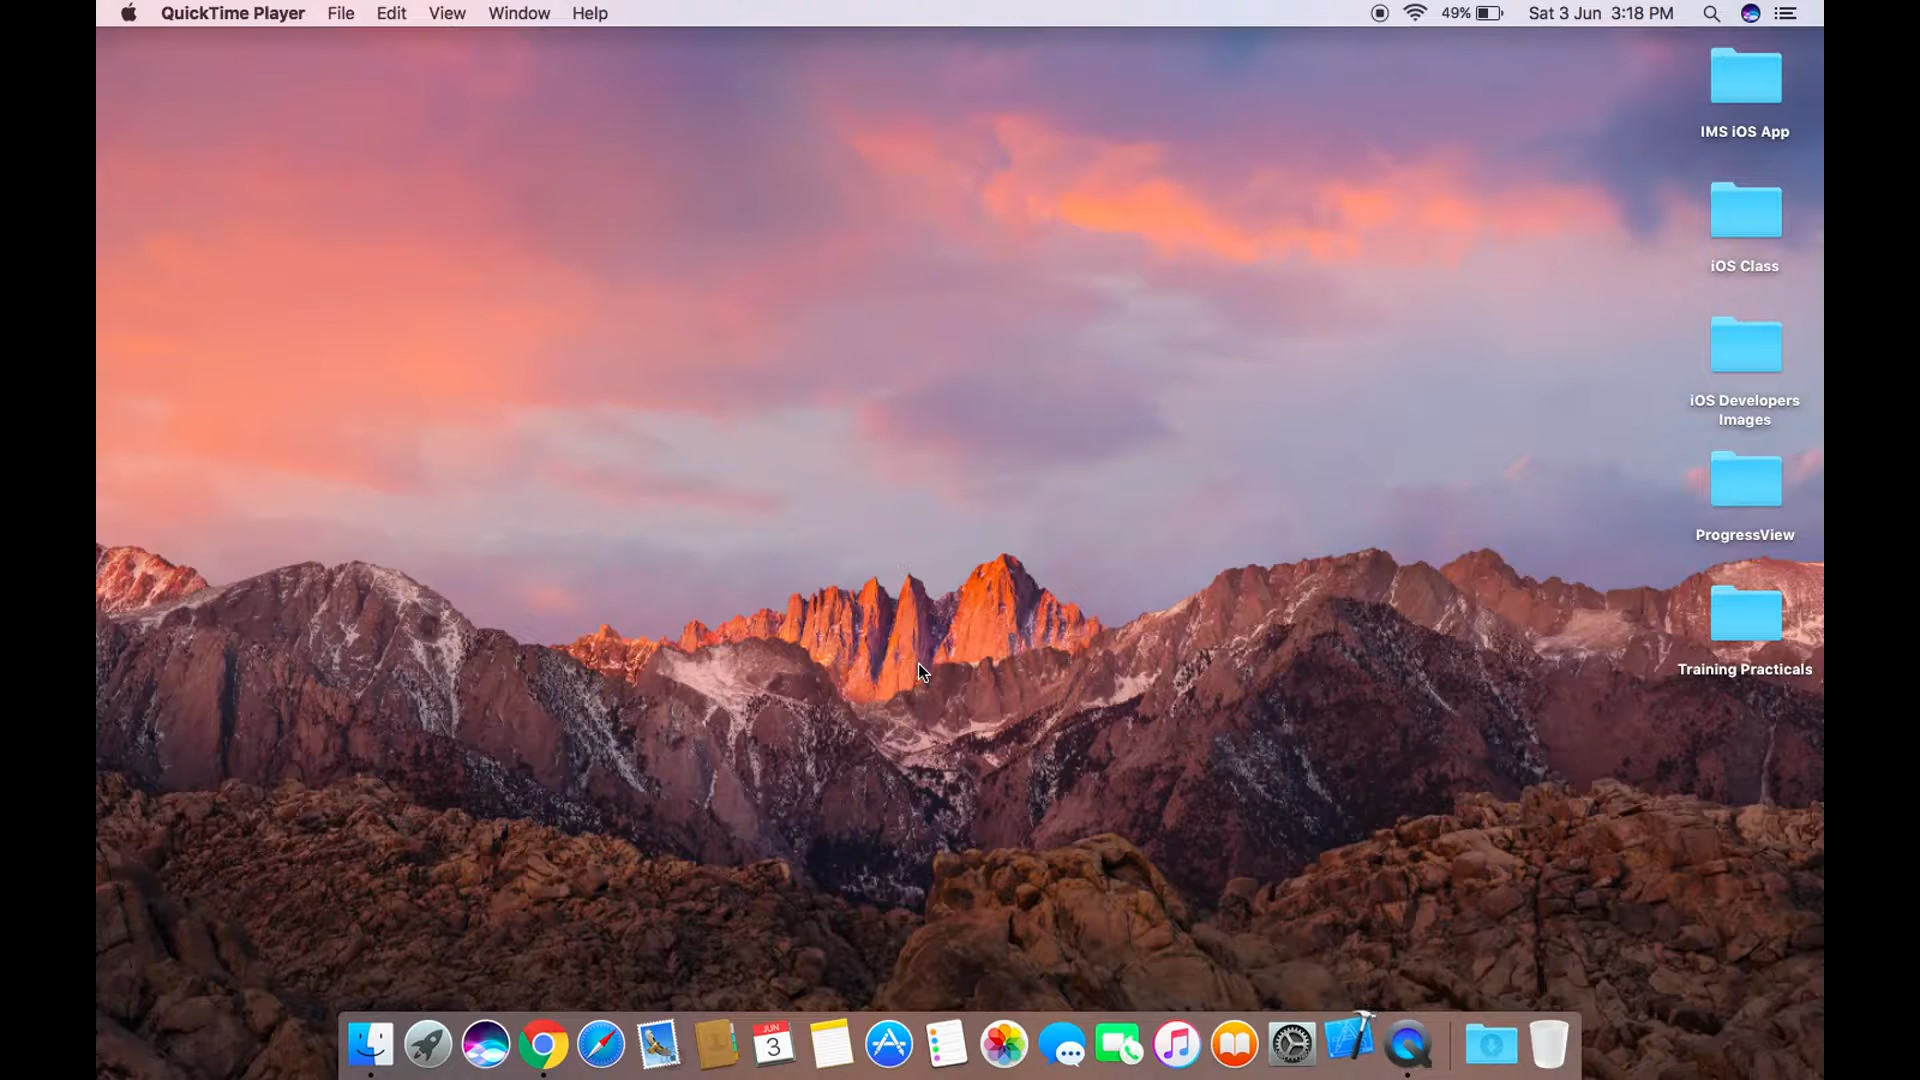 QuickTime Player File Edit View Window Help 49% Sat 3 Jun 3:18 PM
IMS iOS App
iOS Class
iOS Developers
Images
ProgressView
Training Practicals
JUN
3